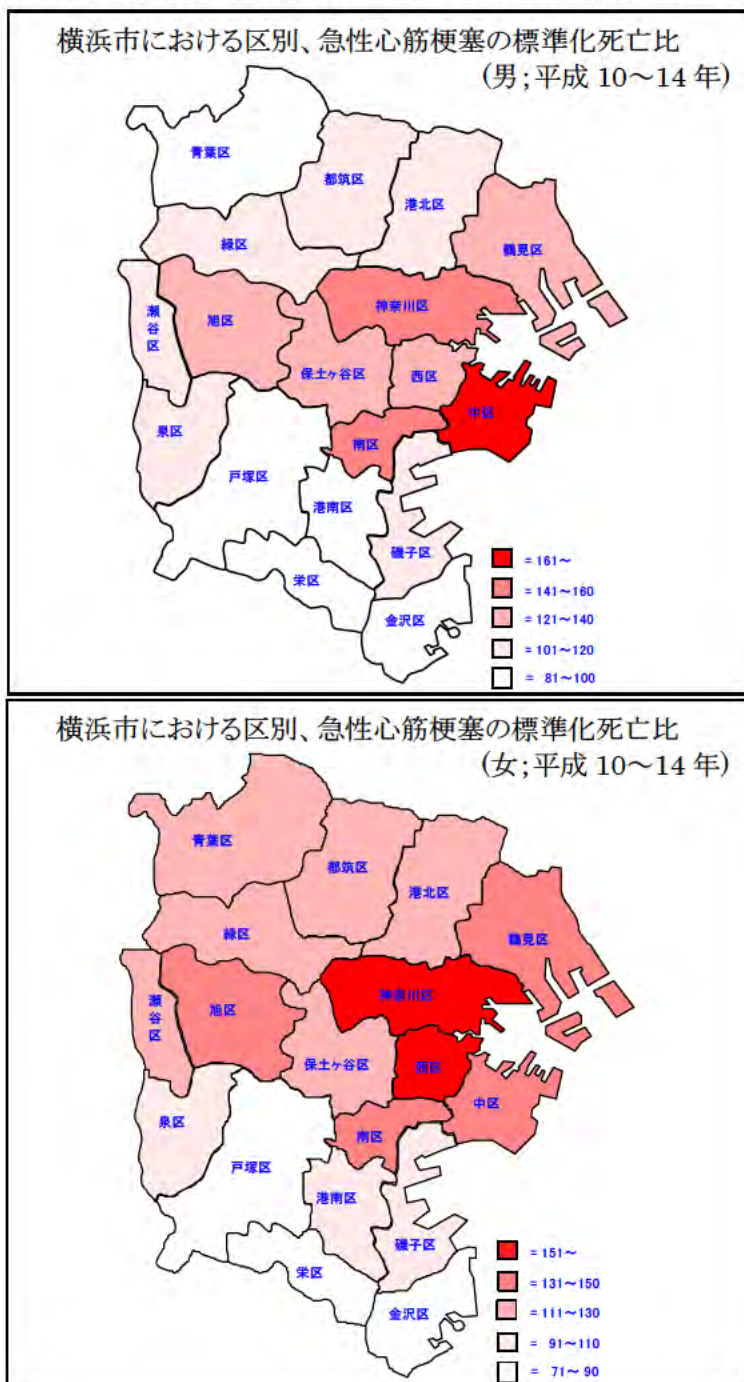 横浜市における区別、急性心筋梗塞の標準化死亡比
(男;平成 10～14 年)
青葉区
都筑区
港北区
緑区
鶴見区
瀬谷区
旭区
神奈川区
保土ヶ谷区
西区
中区
泉区
南区
戸塚区
港南区
磯子区
栄区
金沢区
= 161～
= 141～160
= 121～140
= 101～120
= 81～100
横浜市における区別、急性心筋梗塞の標準化死亡比
(女;平成 10～14 年)
青葉区
都筑区
港北区
緑区
鶴見区
瀬谷区
旭区
神奈川区
保土ヶ谷区
西区
中区
泉区
南区
戸塚区
港南区
磯子区
栄区
金沢区
= 151～
= 131～150
= 111～130
= 91～110
= 71～ 90